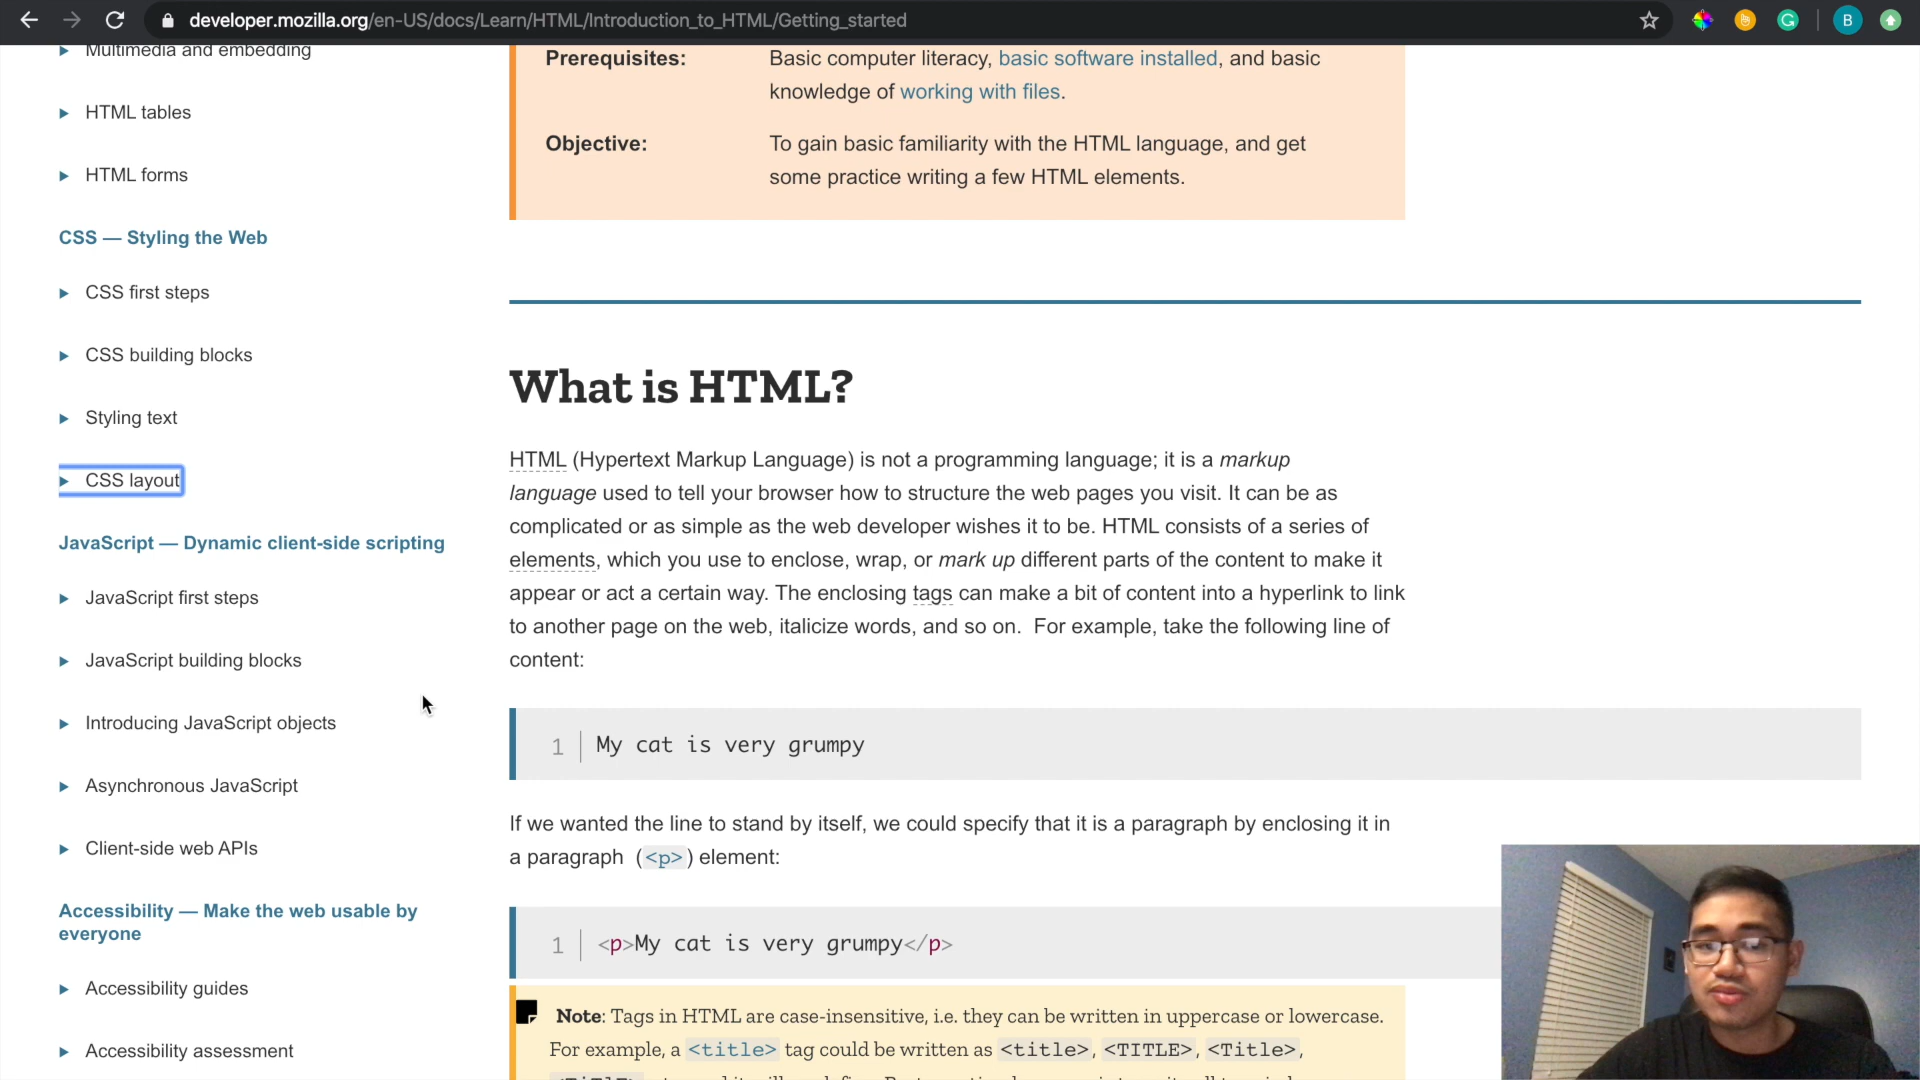 developer.mozilla.org/en-US/docs/Learn/HTML/Introduction_to_HTML/Getting_started
B
Multimedia and embedding
HTML tables
HTML forms
CSS — Styling the Web
CSS first steps
CSS building blocks
Styling text
CSS layout
JavaScript — Dynamic client-side scripting
JavaScript first steps
JavaScript building blocks
Introducing JavaScript objects
Asynchronous JavaScript
Client-side web APIs
Accessibility — Make the web usable by
everyone
Accessibility guides
Accessibility assessment
Prerequisites:
Basic computer literacy, basic software installed, and basic
knowledge of working with files.
Objective:
To gain basic familiarity with the HTML language, and get
some practice writing a few HTML elements.
What is HTML?
HTML (Hypertext Markup Language) is not a programming language; it is a markup
language used to tell your browser how to structure the web pages you visit. It can be as
complicated or as simple as the web developer wishes it to be. HTML consists of a series of
elements, which you use to enclose, wrap, or mark up different parts of the content to make it
appear or act a certain way. The enclosing tags can make a bit of content into a hyperlink to link
to another page on the web, italicize words, and so on.  For example, take the following line of
content:
1 My cat is very grumpy
If we wanted the line to stand by itself, we could specify that it is a paragraph by enclosing it in
a paragraph  (<p>) element:
1 <p>My cat is very grumpy</p>
Note: Tags in HTML are case-insensitive, i.e. they can be written in uppercase or lowercase.
For example, a <title> tag could be written as <title>, <TITLE>, <Title>,